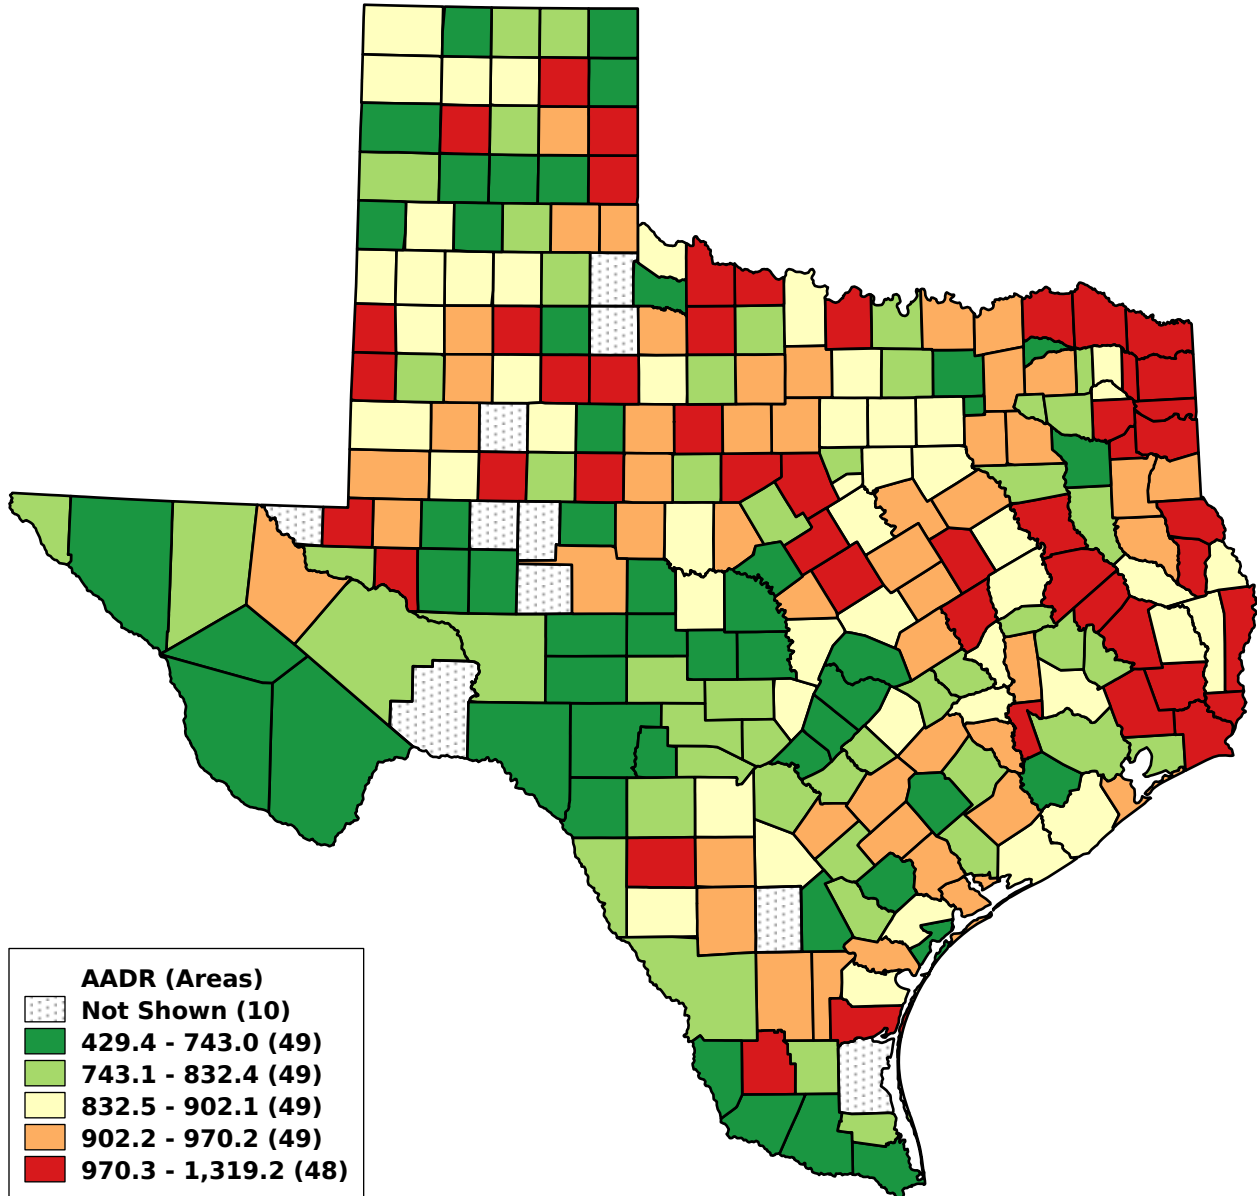 AADR (Areas)
Not Shown (10)
429.4 - 743.0 (49)
743.1 - 832.4 (49)
832.5 - 902.1 (49)
902.2 - 970.2 (49)
970.3 - 1,319.2 (48)